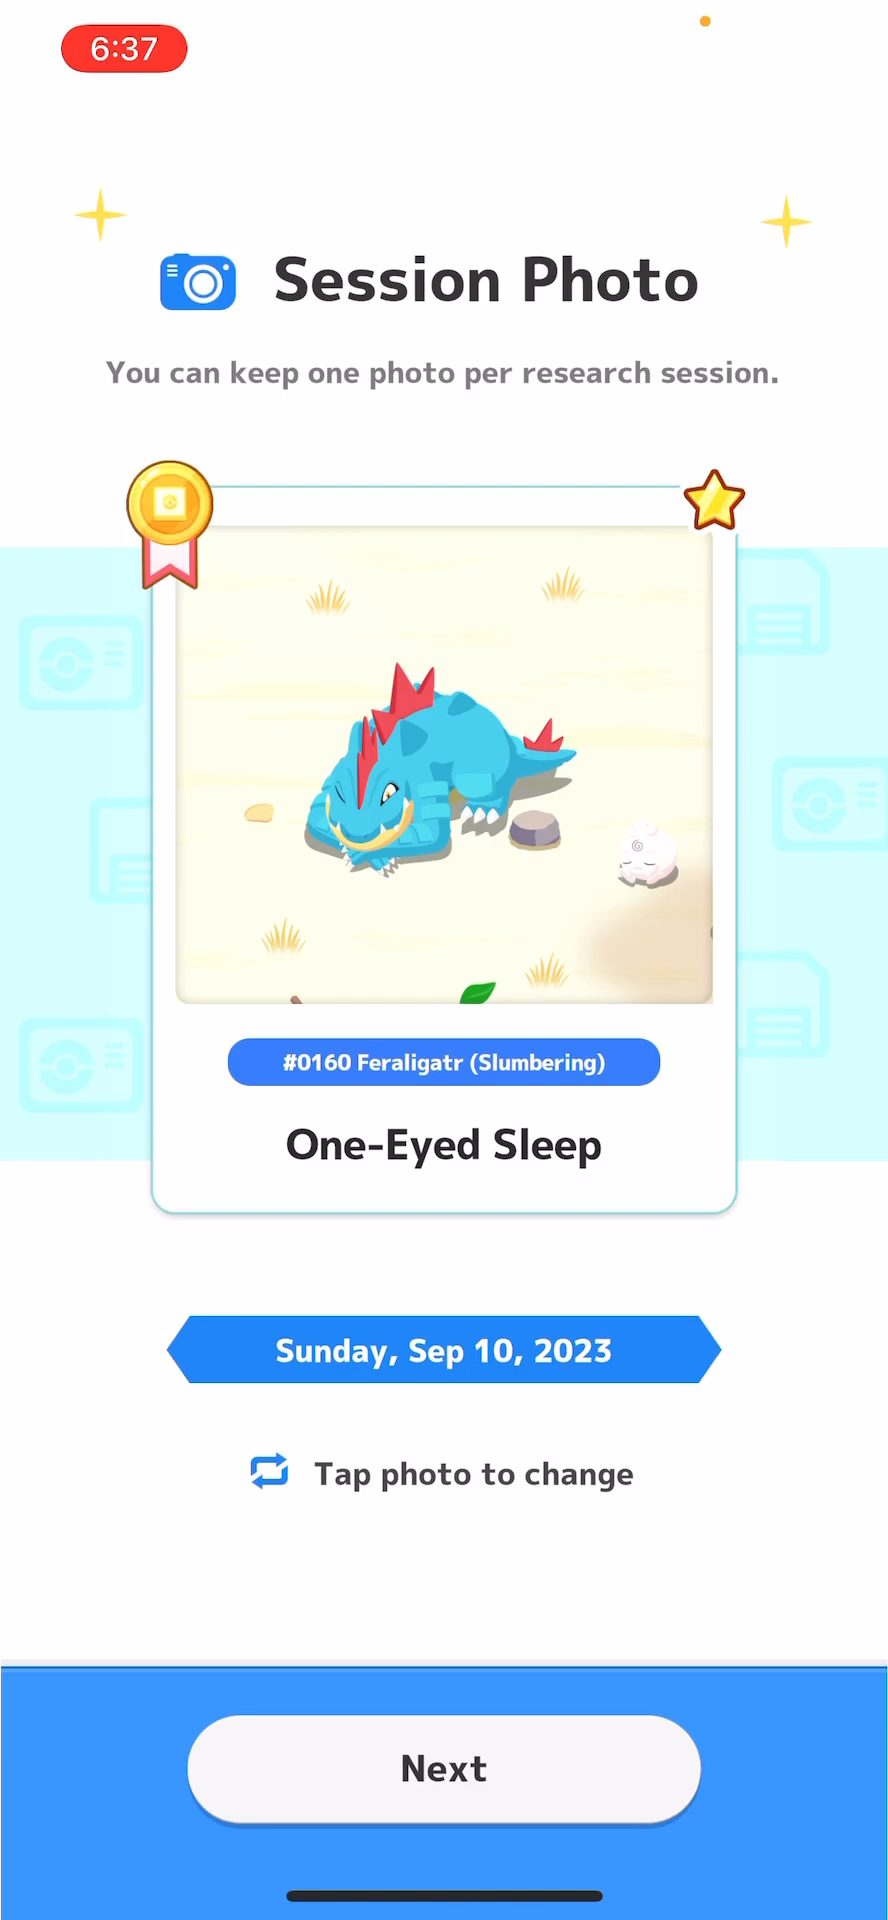 6:37
Session Photo
You can keep one photo per research session.
#0160 Feraligatr (Slumbering)
One-Eyed Sleep
Sunday, Sep 10, 2023
Tap photo to change
Next